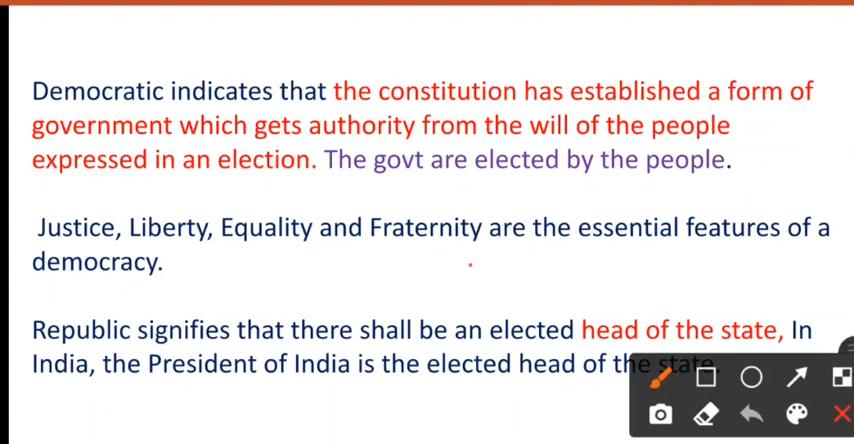 Democratic indicates that the constitution has established a form of
government which gets authority from the will of the people
expressed in an election. The govt are elected by the people.
Justice, Liberty, Equality and Fraternity are the essential features of a
democracy.
Republic signifies that there shall be an elected head of the state, In
India, the President of India is the elected head of the state.